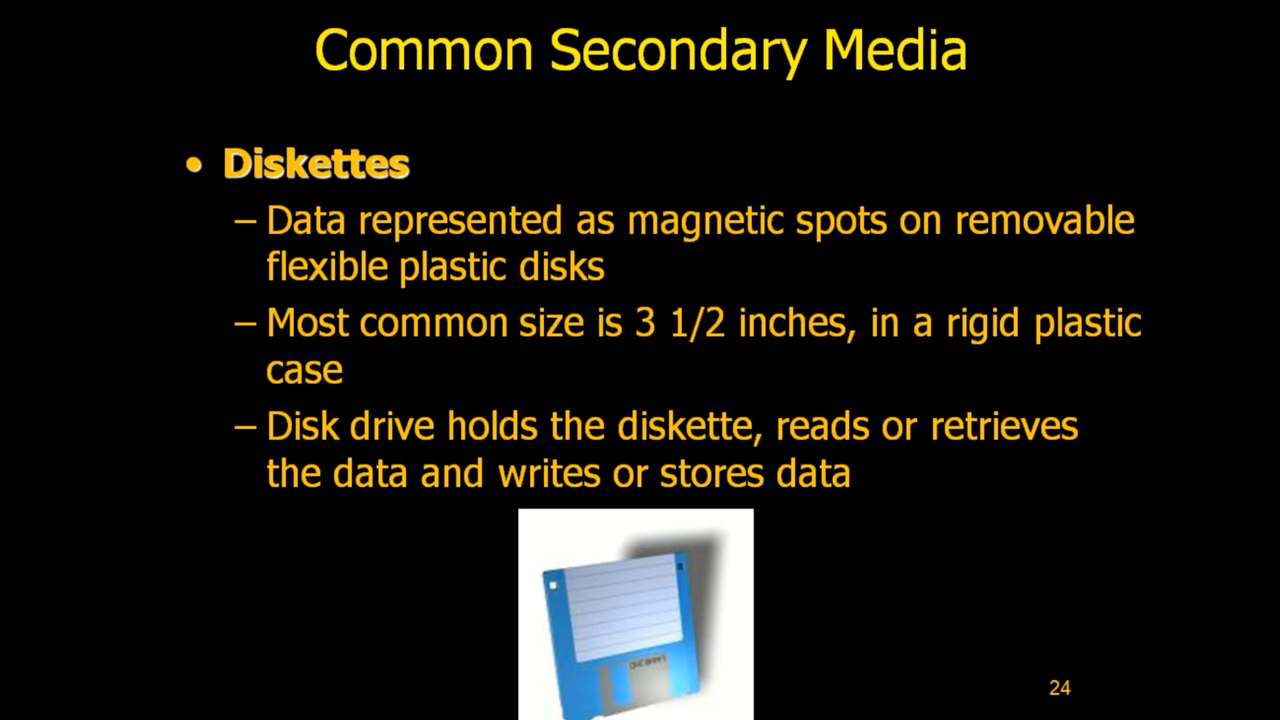 Common Secondary Media
• Diskettes
– Data represented as magnetic spots on removable
flexible plastic disks
– Most common size is 3 1/2 inches, in a rigid plastic
case
– Disk drive holds the diskette, reads or retrieves
the data and writes or stores data
24